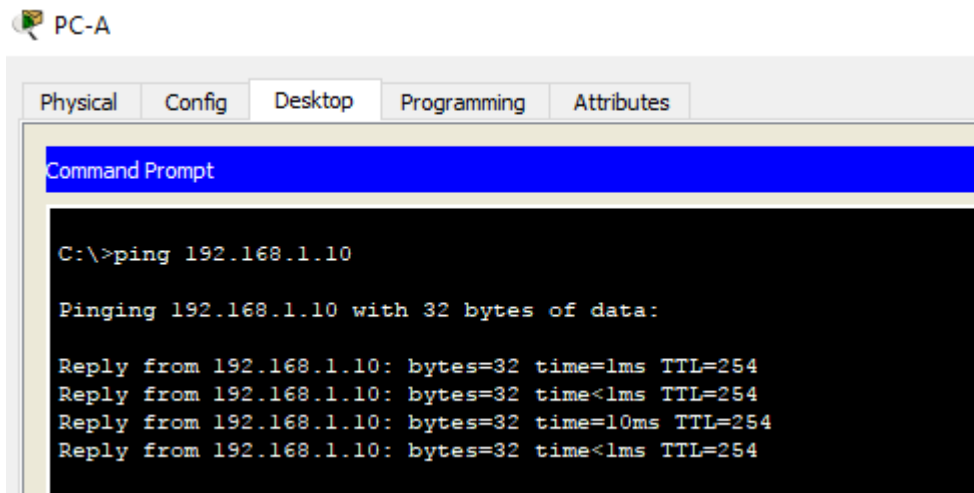 PC-A
Physical Config Desktop Programming Attributes
Command Prompt
C:\>ping 192.168.1.10
Pinging 192.168.1.10 with 32 bytes of data:
Reply from 192.168.1.10: bytes=32 time=1ms TTL=254
Reply from 192.168.1.10: bytes=32 time<1ms TTL=254
Reply from 192.168.1.10: bytes=32 time=10ms TTL=254
Reply from 192.168.1.10: bytes=32 time<1ms TTL=254